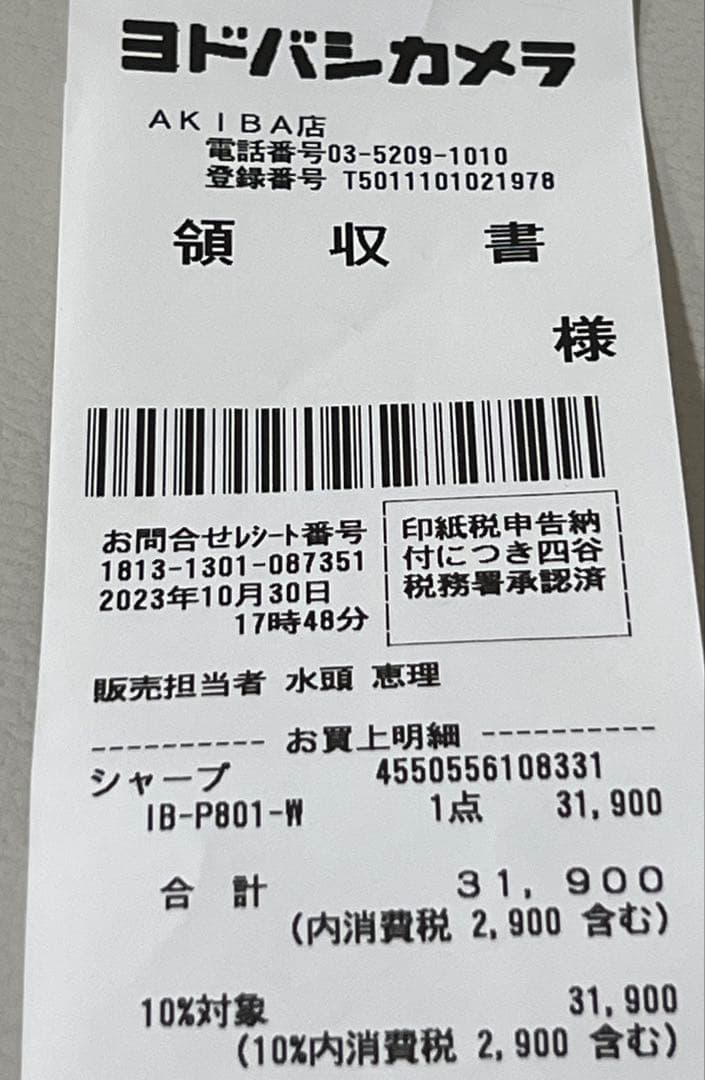 ヨドバシカメラ
AKIBA店
電話番号03-5209-1010
登録番号 T5011101021978
領 収 書
様
お問合せﾚｼｰﾄ番号
1813-1301-087351
2023年10月30日
17時48分
印紙税申告納
付につき四谷
税務署承認済
販売担当者 水頭 恵理
---------- お買上明細 ----------
シャープ 4550556108331
IB-P801-W 1点 31,900
合 計 31,900
(内消費税 2,900 含む)
10%対象 31,900
(10%内消費税 2,900 含む)